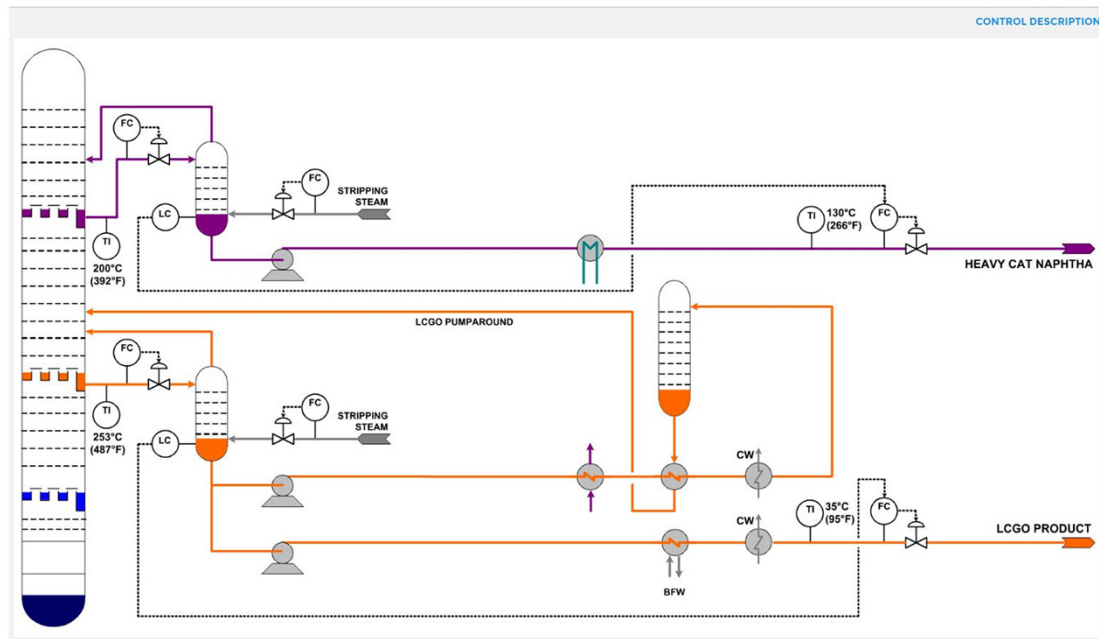 CONTROL DESCRIPTION
FC
FC
STRIPPING
STEAM
LC
TI
200°C
(392°F)
TI
130°C
(266°F)
FC
HEAVY CAT NAPHTHA
LCGO PUMPAROUND
FC
FC
STRIPPING
STEAM
LC
TI
253°C
(487°F)
CW
CW
TI
35°C
(95°F)
FC
LCGO PRODUCT
BFW